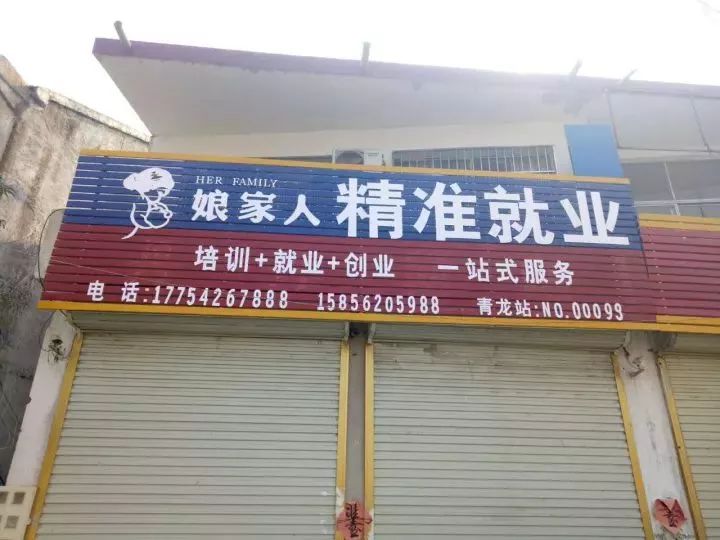 HER FAMILY
娘家人 精准就业
培训+就业+创业 一站式服务
电 话:17754267888 15856205988 青龙站:NO.00093